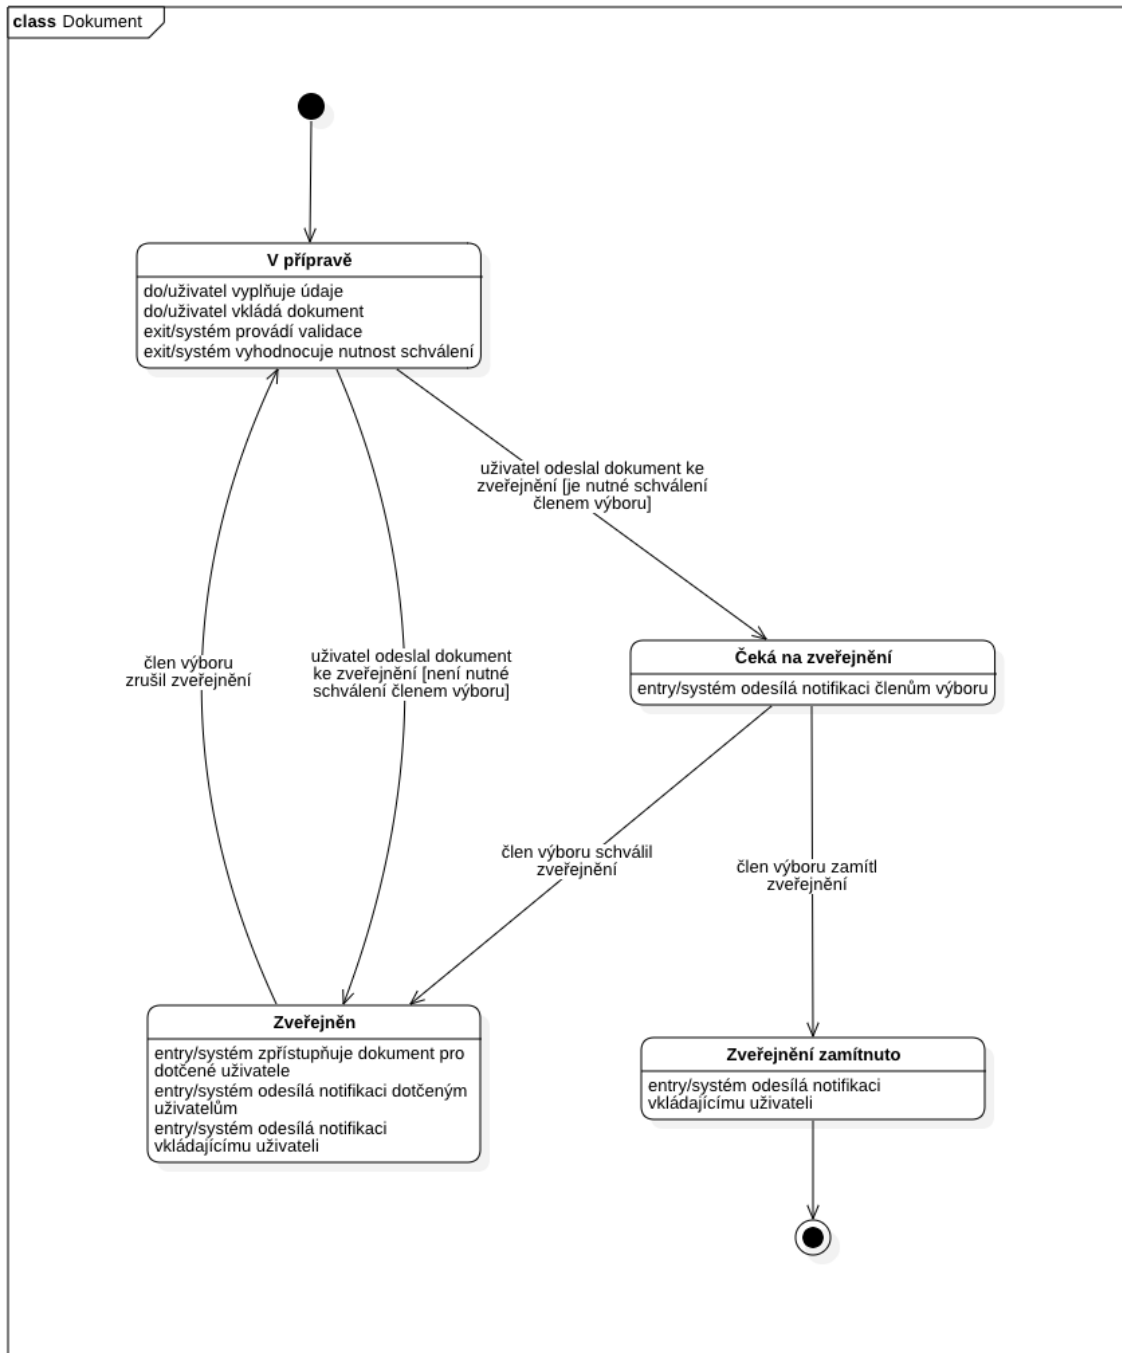 class Dokument
V přípravě
do/uživatel vyplňuje údaje
do/uživatel vkládá dokument
exit/systém provádí validace
exit/systém vyhodnocuje nutnost schválení
uživatel odeslal dokument ke
zveřejnění [je nutné schválení
členem výboru]
člen výboru
zrušil zveřejnění
uživatel odeslal dokument
ke zveřejnění [není nutné
schválení členem výboru]
Čeká na zveřejnění
entry/systém odesílá notifikaci členům výboru
člen výboru schválil
zveřejnění
člen výboru zamítl
zveřejnění
Zveřejněn
entry/systém zpřístupňuje dokument pro
dotčené uživatele
entry/systém odesílá notifikaci dotčeným
uživatelům
entry/systém odesílá notifikaci
vkládajícímu uživateli
Zveřejnění zamítnuto
entry/systém odesílá notifikaci
vkládajícímu uživateli